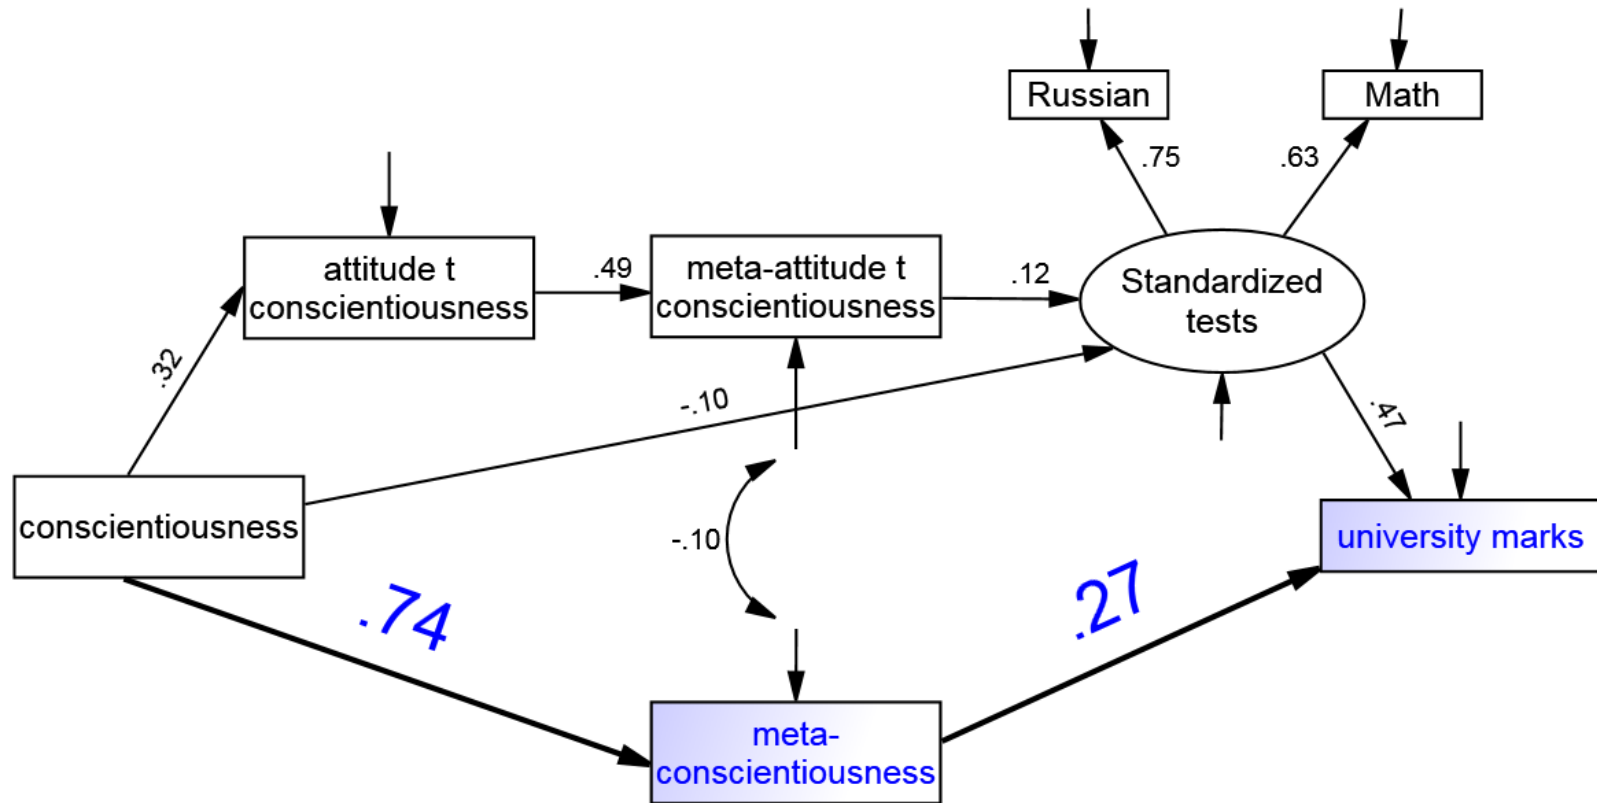 Russian
Math
.75
.63
attitude t
conscientiousness
.49
meta-attitude t
conscientiousness
.12
Standardized
tests
.32
-.10
.47
conscientiousness
-.10
university marks
.74
.27
meta-
conscientiousness